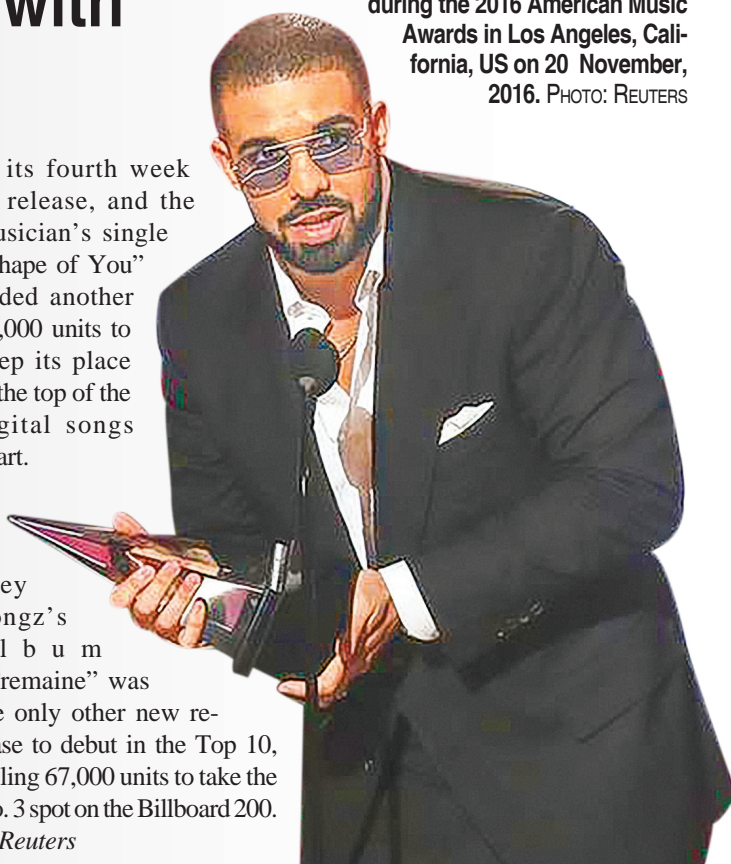 with
during the 2016 American Music
Awards in Los Angeles, Cali-
fornia, US on 20 November,
2016. PHOTO: REUTERS
its fourth week
release, and the
usician's single
hape of You"
ded another
,000 units to
ep its place
the top of the
gital songs
art.
ey
ongz's
l b u m
remaine" was
e only other new re-
ase to debut in the Top 10,
lling 67,000 units to take the
o. 3 spot on the Billboard 200.
Reuters